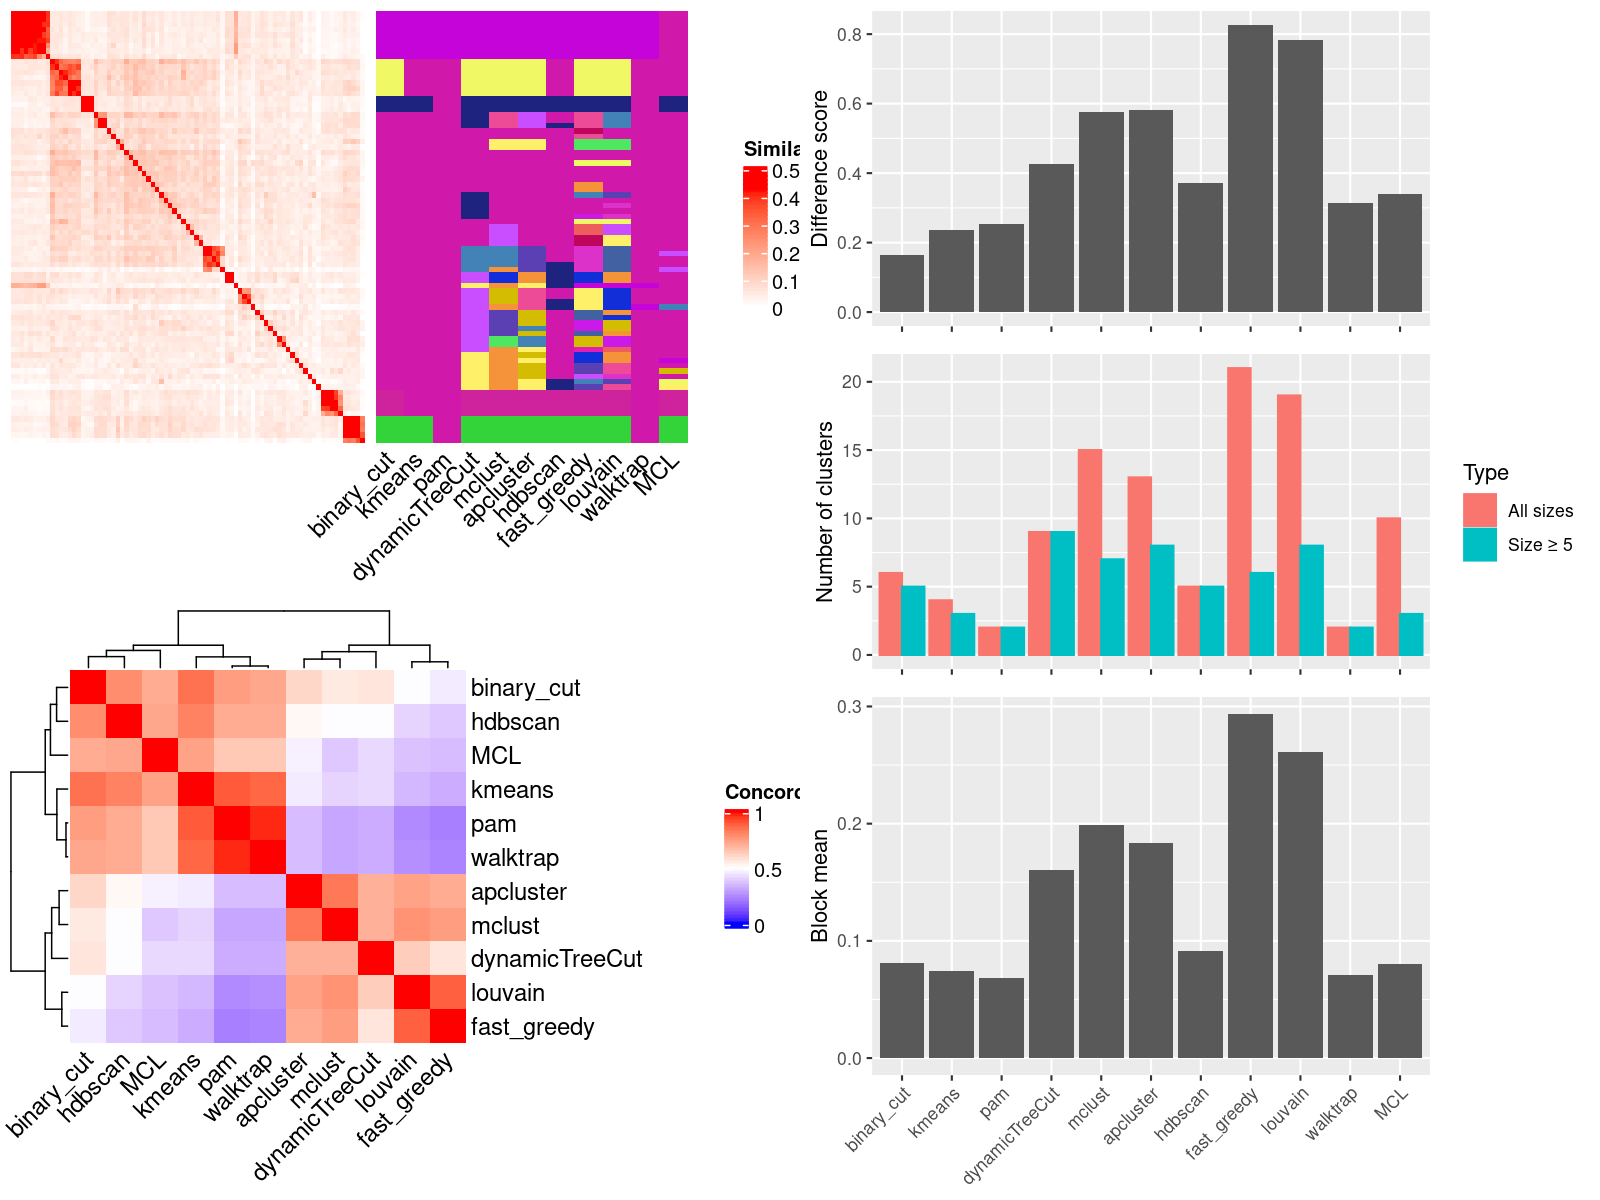 Simila
0.5
0.4
0.3
0.2
0.1
0
binary_cut
kmeans
pam
dynamicTreeCut
mclust
apcluster
hdbscan
fast_greedy
louvain
walktrap
MCL
binary_cut
hdbscan
MCL
kmeans
pam
walktrap
apcluster
mclust
dynamicTreeCut
louvain
fast_greedy
binary_cut
hdbscan
MCL
kmeans
pam
walktrap
apcluster
mclust
dynamicTreeCut
louvain
fast_greedy
Concord
1
0.5
0
Difference score
0.8
0.6
0.4
0.2
0.0
Number of clusters
20
15
10
5
0
Type
All sizes
Size ≥ 5
Block mean
0.3
0.2
0.1
0.0
binary_cut
kmeans
pam
dynamicTreeCut
mclust
apcluster
hdbscan
fast_greedy
louvain
walktrap
MCL